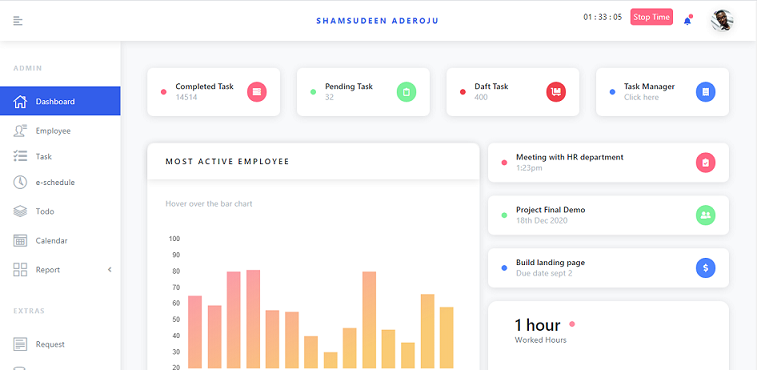 SHAMSUDEEN ADEROJU
01 : 33 : 05
Stop Time
ADMIN
Dashboard
Employee
Task
e-schedule
Todo
Calendar
Report
EXTRAS
Request
Completed Task
14514
Pending Task
32
Daft Task
400
Task Manager
Click here
MOST ACTIVE EMPLOYEE
Hover over the bar chart
100
90
80
70
60
50
40
30
20
Meeting with HR department
1:23pm
Project Final Demo
18th Dec 2020
Build landing page
Due date sept 2
1 hour
Worked Hours